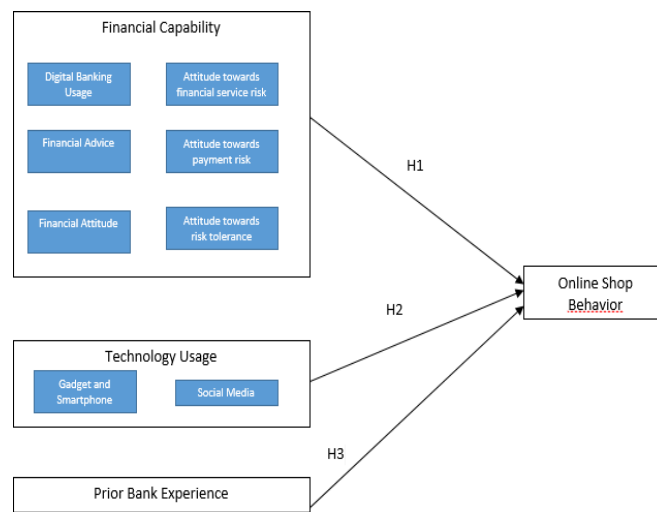 Financial Capability
Digital Banking
Usage
Attitude towards
financial service risk
Financial Advice
Attitude towards
payment risk
Financial Attitude
Attitude towards
risk tolerance
H1
Online Shop
Behavior
H2
Technology Usage
Gadget and
Smartphone
Social Media
H3
Prior Bank Experience